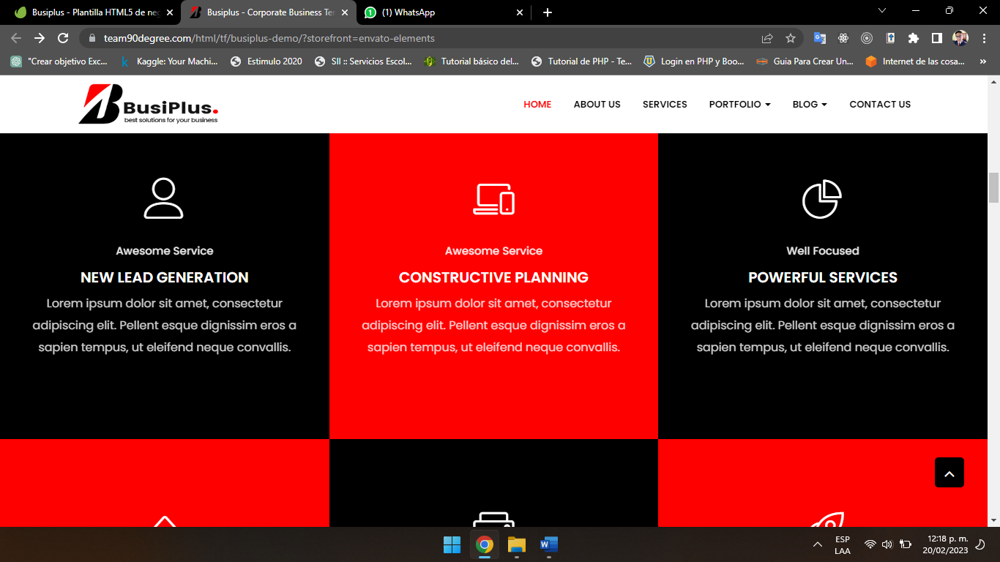 Busiplus - Plantilla HTML5 de neg
Busiplus - Corporate Business Ter
(1) WhatsApp
team90degree.com/html/tf/busiplus-demo/?storefront=envato-elements
"Crear objetivo Exc...
Kaggle: Your Machi...
Estimulo 2020
SII :: Servicios Escol...
Tutorial básico del...
Tutorial de PHP - Te...
Login en PHP y Boo...
Guia Para Crear Un...
Internet de las cosa...
BusiPlus.
best solutions for your business
HOME
ABOUT US
SERVICES
PORTFOLIO
BLOG
CONTACT US
Awesome Service
NEW LEAD GENERATION
Lorem ipsum dolor sit amet, consectetur
adipiscing elit. Pellent esque dignissim eros a
sapien tempus, ut eleifend neque convallis.
Awesome Service
CONSTRUCTIVE PLANNING
Lorem ipsum dolor sit amet, consectetur
adipiscing elit. Pellent esque dignissim eros a
sapien tempus, ut eleifend neque convallis.
Well Focused
POWERFUL SERVICES
Lorem ipsum dolor sit amet, consectetur
adipiscing elit. Pellent esque dignissim eros a
sapien tempus, ut eleifend neque convallis.
ESP
LAA
12:18 p. m.
20/02/2023